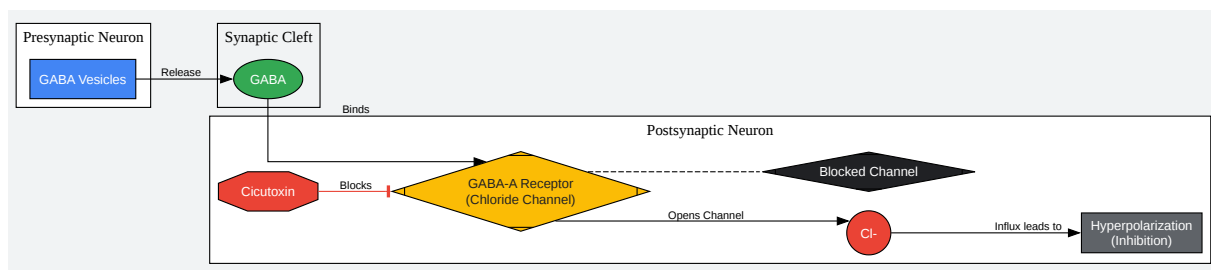 Presynaptic Neuron
Synaptic Cleft
GABA Vesicles
Release
GABA
Binds
Postsynaptic Neuron
Cicutoxin
Blocks
GABA-A Receptor
(Chloride Channel)
Blocked Channel
Opens Channel
Cl-
Influx leads to
Hyperpolarization
(Inhibition)